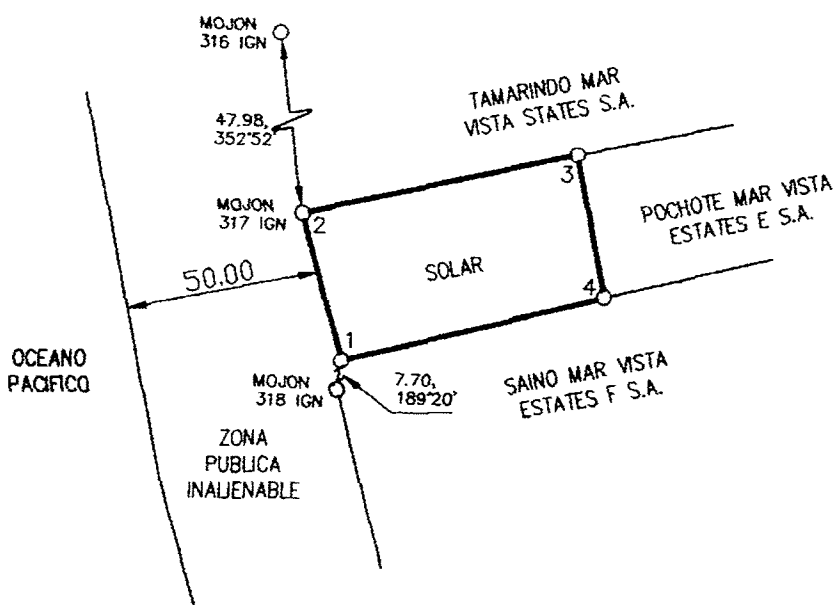 MOJON
316 IGN
47.98,
352°52'
TAMARINDO MAR
VISTA STATES S.A.
3
MOJON
317 IGN
2
POCHOTE MAR VISTA
ESTATES E S.A.
50.00
SOLAR
4
1
OCEANO
PACIFICO
MOJON
318 IGN
7.70,
189°20'
SAINO MAR VISTA
ESTATES F S.A.
ZONA
PUBLICA
INALIENABLE